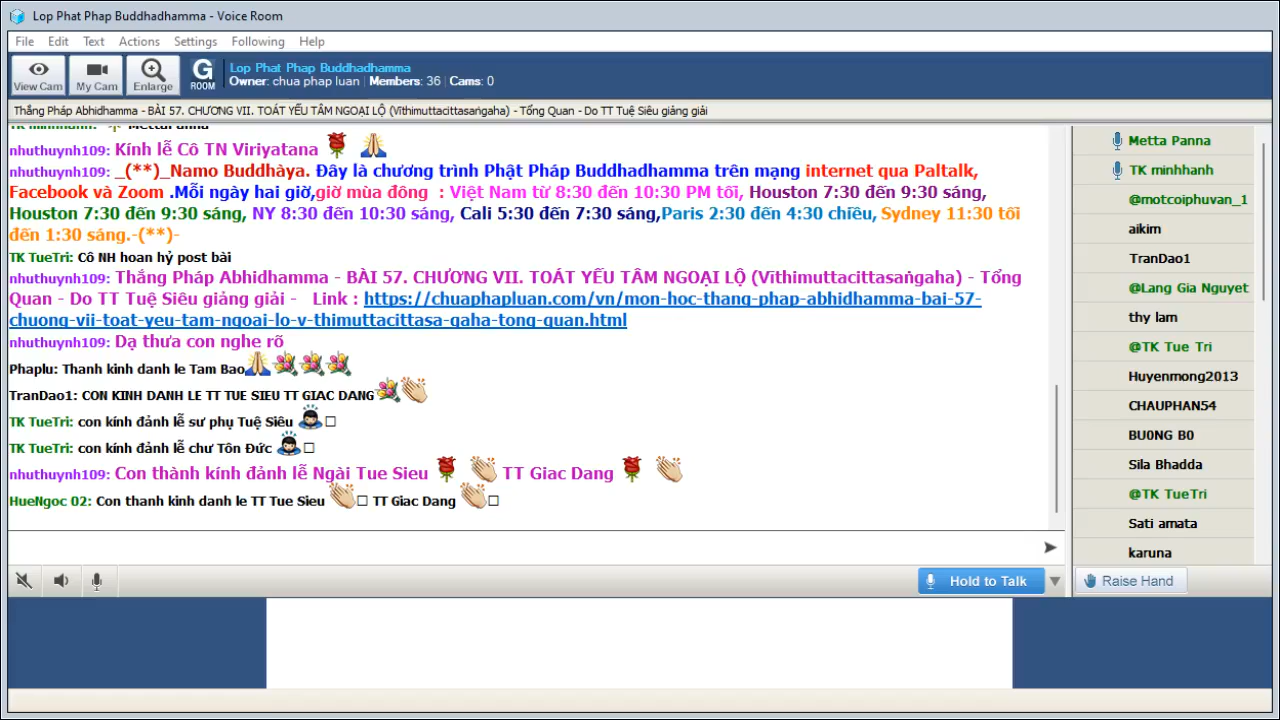 Lop Phat Phap Buddhadhamma - Voice Room
File Edit Text Actions Settings Following Help
View Cam My Cam Enlarge G ROOM
Lop Phat Phap Buddhadhamma
Owner: chua phap luan Members: 36 Cams: 0
Thắng Pháp Abhidhamma - BÀI 57. CHƯƠNG VII. TOÁT YẾU TÂM NGOẠI LỘ (Vīthimuttacittasaṅgaha) - Tổng Quan - Do TT Tuệ Siêu giảng giải
nhuthuynh109: Kính lễ Cô TN Viriyatana
nhuthuynh109: _(**)_Namo Buddhàya. Đây là chương trình Phật Pháp Buddhadhamma trên mạng internet qua Paltalk,
Facebook và Zoom .Mỗi ngày hai giờ,giờ mùa đông : Việt Nam từ 8:30 đến 10:30 PM tối, Houston 7:30 đến 9:30 sáng,
Houston 7:30 đến 9:30 sáng, NY 8:30 đến 10:30 sáng, Cali 5:30 đến 7:30 sáng,Paris 2:30 đến 4:30 chiều, Sydney 11:30 tối
đến 1:30 sáng.-(**)-
TK TueTri: Cô NH hoan hỷ post bài
nhuthuynh109: Thắng Pháp Abhidhamma - BÀI 57. CHƯƠNG VII. TOÁT YẾU TÂM NGOẠI LỘ (Vīthimuttacittasaṅgaha) - Tổng
Quan - Do TT Tuệ Siêu giảng giải - Link : https://chuaphapluan.com/vn/mon-hoc-thang-phap-abhidhamma-bai-57-
chuong-vii-toat-yeu-tam-ngoai-lo-v-thimuttacittasa-gaha-tong-quan.html
nhuthuynh109: Dạ thưa con nghe rõ
Phaplu: Thanh kinh danh le Tam Bao
TranDao1: CON KINH DANH LE TT TUE SIEU TT GIAC DANG
TK TueTri: con kính đảnh lễ sư phụ Tuệ Siêu
TK TueTri: con kính đảnh lễ chư Tôn Đức
nhuthuynh109: Con thành kính đảnh lễ Ngài Tue Sieu TT Giac Dang
HueNgoc 02: Con thanh kinh danh le TT Tue Sieu TT Giac Dang
Hold to Talk
Metta Panna
TK minhhanh
@motcoiphuvan_1
aikim
TranDao1
@Lang Gia Nguyet
thy lam
@TK Tue Tri
Huyenmong2013
CHAUPHAN54
BU0NG B0
Sila Bhadda
@TK TueTri
Sati amata
karuna
Raise Hand